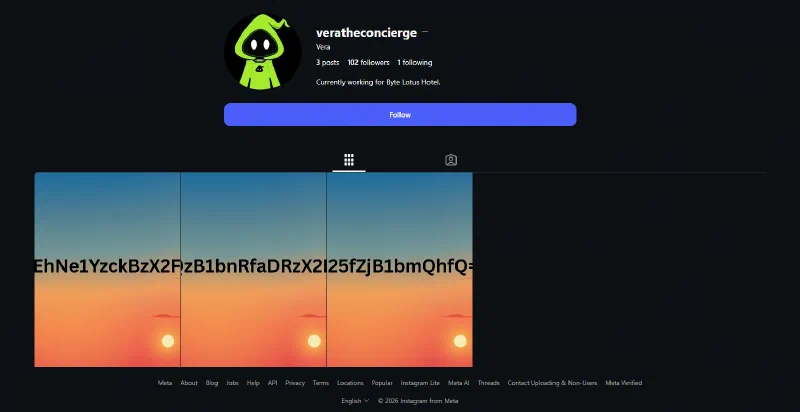 veratheconcierge
Vera
3 posts 102 followers 1 following
Currently working for Byte Lotus Hotel.
Follow
EhNe1YzckBzX2F zB1bnRfaDRzX2 25fZjB1bmQhfQ=
Meta About Blog Jobs Help API Privacy Terms Locations Popular Instagram Lite Meta AI Threads Contact Uploading & Non-Users Meta Verified
English © 2026 Instagram from Meta